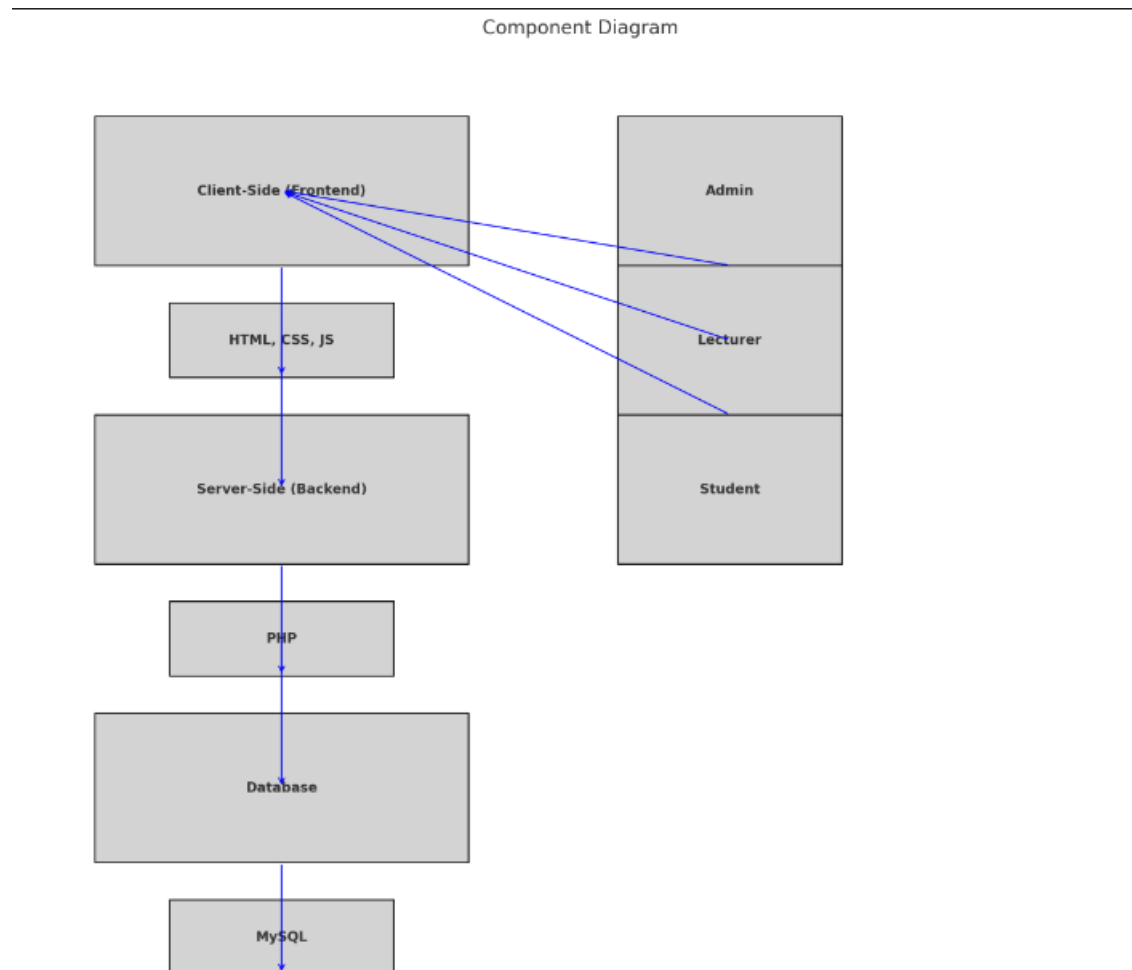 Component Diagram
Client-Side (Frontend)
Admin
HTML, CSS, JS
Lecturer
Server-Side (Backend)
Student
PHP
Database
MySQL